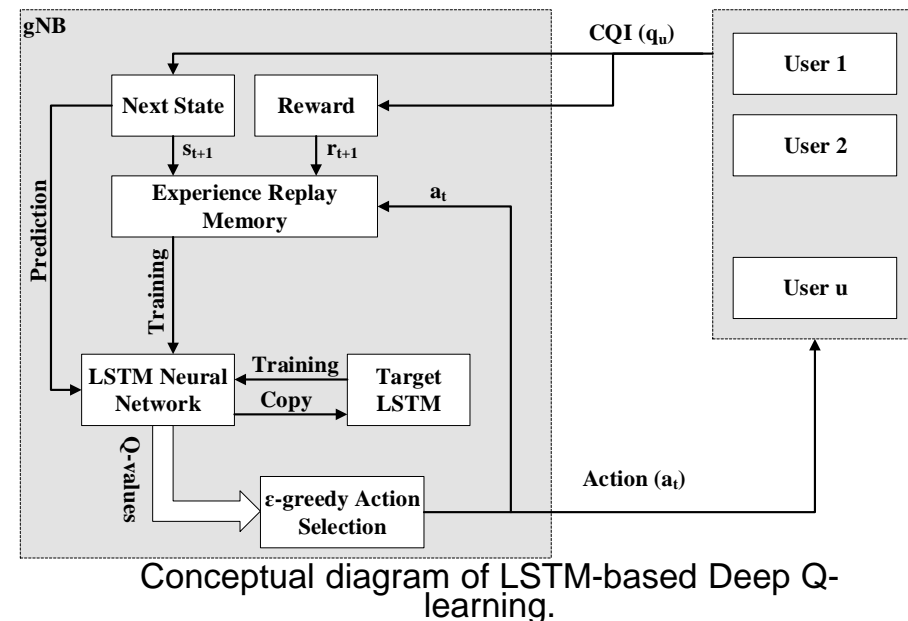 gNB
CQI (qu)
User 1
Next State
Reward
User 2
st+1
rt+1
Experience Replay
Memory
at
Prediction
Training
User u
LSTM Neural
Network
Training
Copy
Target
LSTM
Q-values
ε-greedy Action
Selection
Action (at)
Conceptual diagram of LSTM-based Deep Q-
learning.